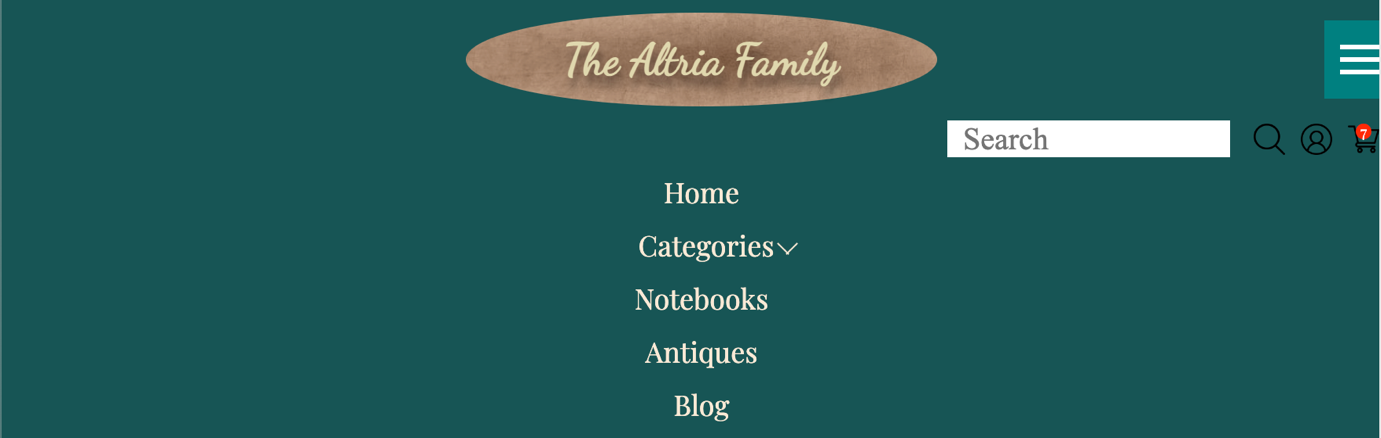 The Altria Family
Search
7
Home
Categories
Notebooks
Antiques
Blog